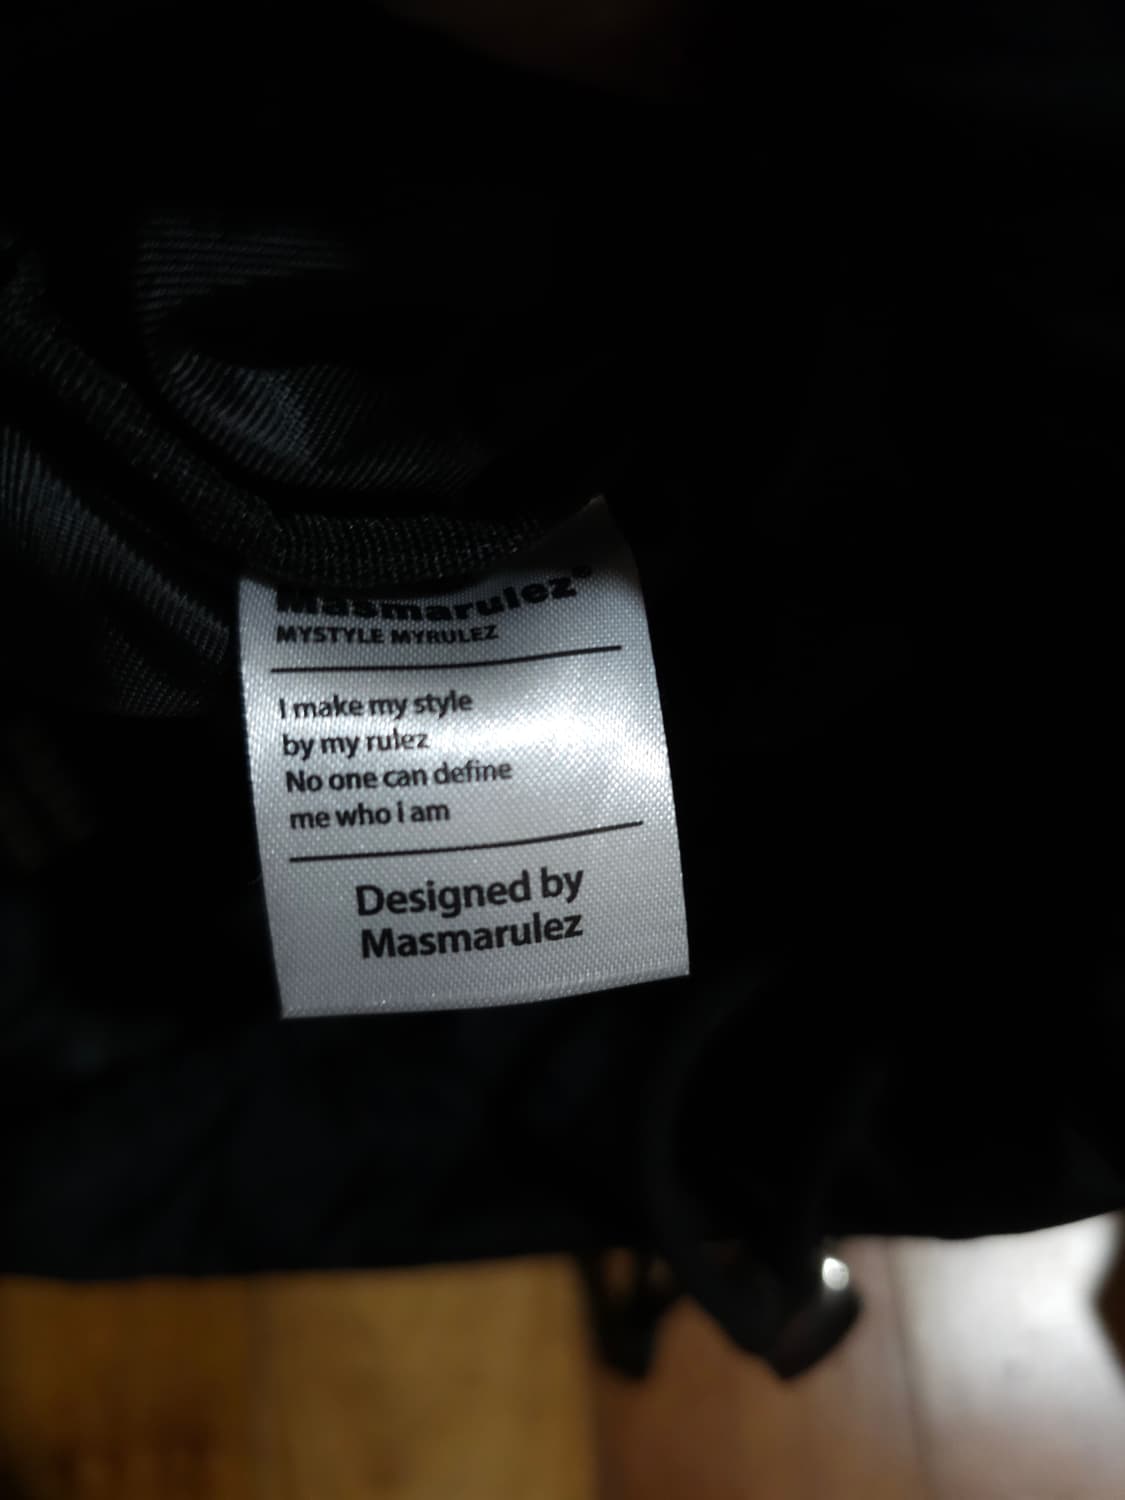 Masmarulez®
MYSTYLE MYRULEZ
I make my style
by my rulez
No one can define
me who i am
Designed by
Masmarulez